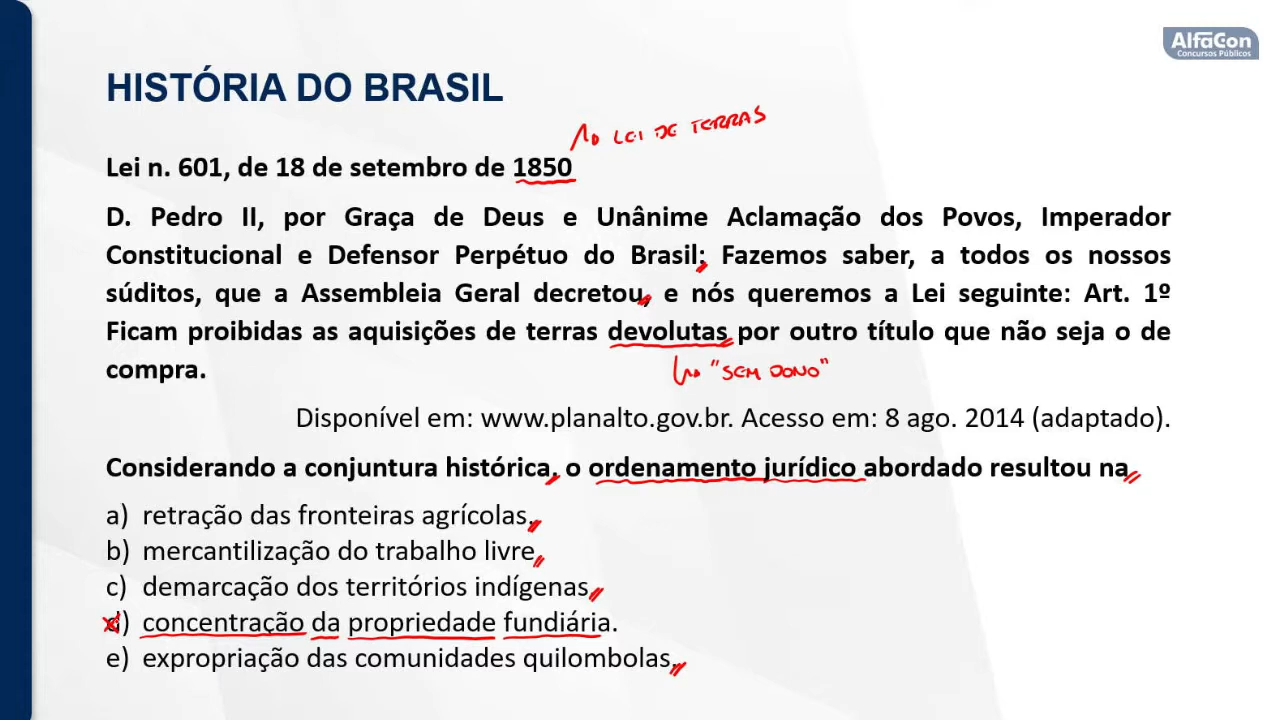 AlfaCon
Concursos Públicos
HISTÓRIA DO BRASIL
LEI DE TERRAS
Lei n. 601, de 18 de setembro de 1850
D. Pedro II, por Graça de Deus e Unânime Aclamação dos Povos, Imperador
Constitucional e Defensor Perpétuo do Brasil: Fazemos saber, a todos os nossos
súditos, que a Assembleia Geral decretou, e nós queremos a Lei seguinte: Art. 1º
Ficam proibidas as aquisições de terras devolutas por outro título que não seja o de
compra.
"SEM DONO"
Disponível em: www.planalto.gov.br. Acesso em: 8 ago. 2014 (adaptado).
Considerando a conjuntura histórica, o ordenamento jurídico abordado resultou na
a) retração das fronteiras agrícolas.
b) mercantilização do trabalho livre.
c) demarcação dos territórios indígenas.
d) concentração da propriedade fundiária.
e) expropriação das comunidades quilombolas.